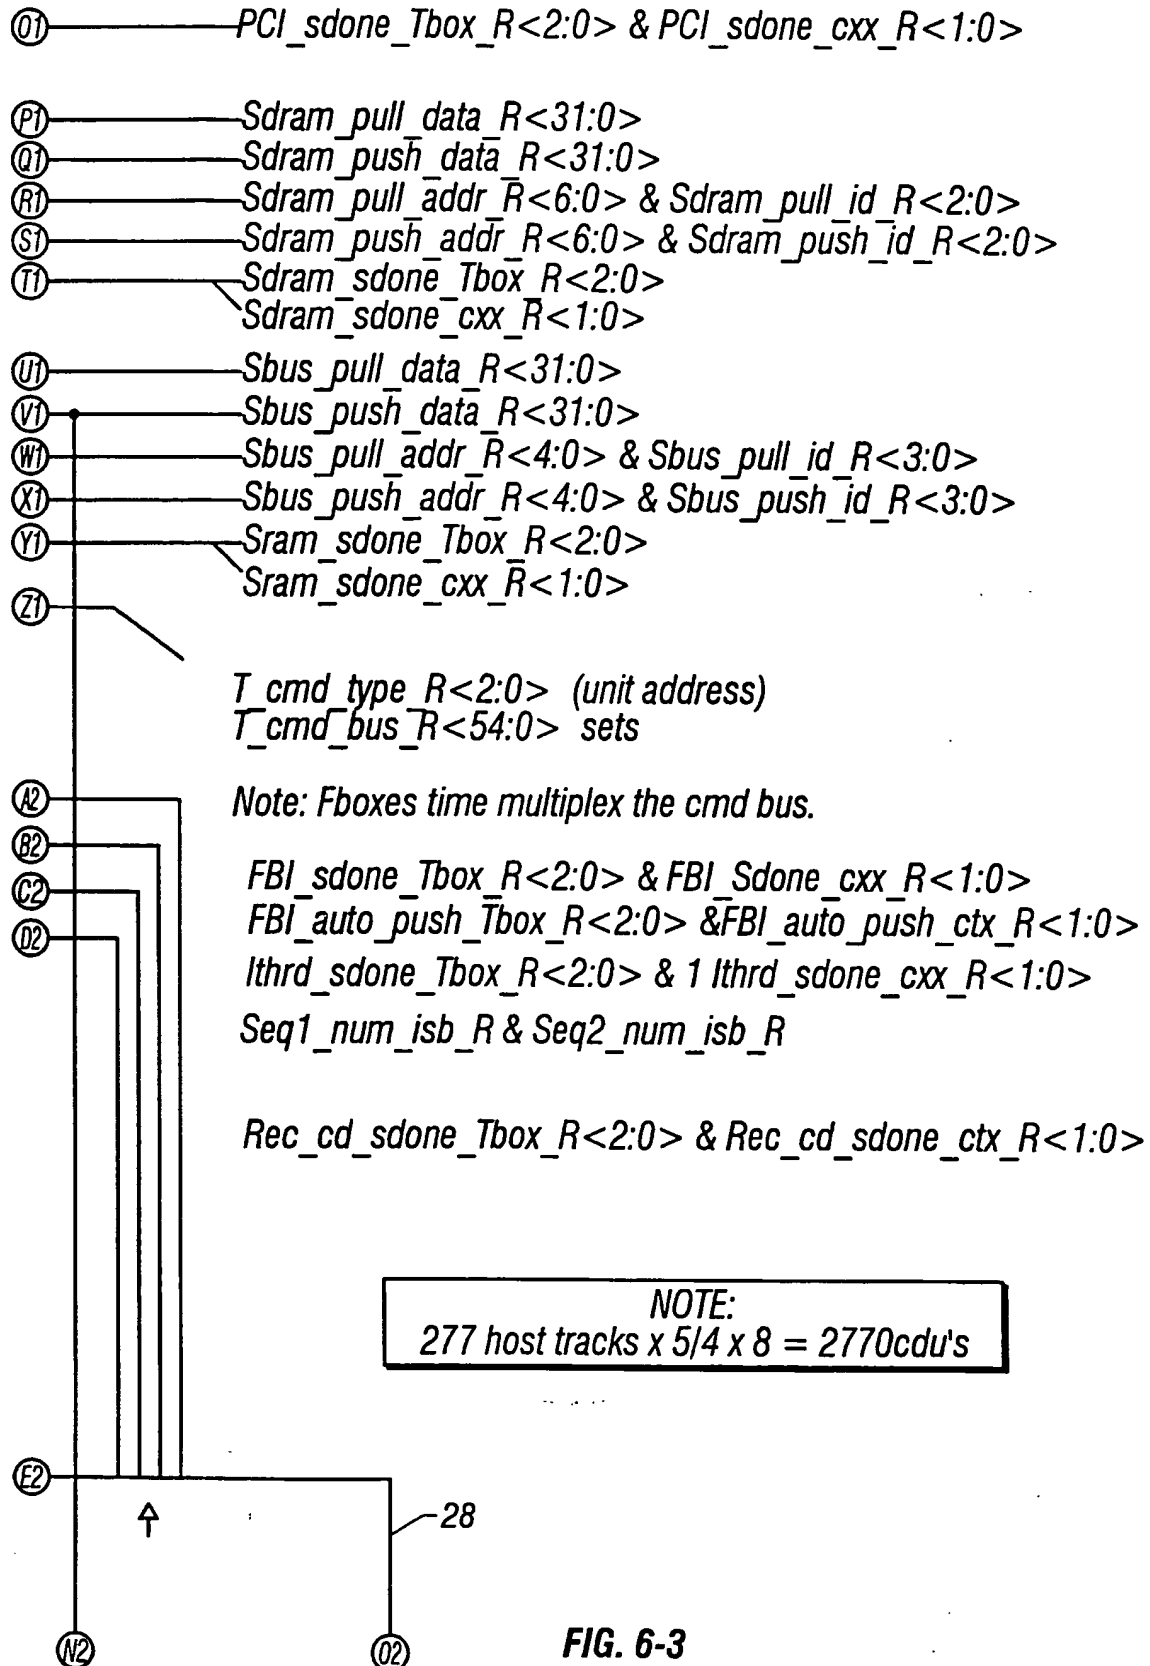 O1 PCI_sdone_Tbox_R<2:0> & PCI_sdone_cxx_R<1:0>
P1 Sdram_pull_data_R<31:0>
Q1 Sdram_push_data_R<31:0>
R1 Sdram_pull_addr_R<6:0> & Sdram_pull_id_R<2:0>
S1 Sdram_push_addr_R<6:0> & Sdram_push_id_R<2:0>
T1 Sdram_sdone_Tbox_R<2:0>
Sdram_sdone_cxx_R<1:0>
U1 Sbus_pull_data_R<31:0>
V1 Sbus_push_data_R<31:0>
W1 Sbus_pull_addr_R<4:0> & Sbus_pull_id_R<3:0>
X1 Sbus_push_addr_R<4:0> & Sbus_push_id_R<3:0>
Y1 Sram_sdone_Tbox_R<2:0>
Sram_sdone_cxx_R<1:0>
Z1
T_cmd_type_R<2:0> (unit address)
T_cmd_bus_R<54:0> sets
A2 Note: Fboxes time multiplex the cmd bus.
B2
FBI_sdone_Tbox_R<2:0> & FBI_Sdone_cxx_R<1:0>
C2
FBI_auto_push_Tbox_R<2:0> &FBI_auto_push_ctx_R<1:0>
D2
Ithrd_sdone_Tbox_R<2:0> & 1 Ithrd_sdone_cxx_R<1:0>
Seq1_num_isb_R & Seq2_num_isb_R
Rec_cd_sdone_Tbox_R<2:0> & Rec_cd_sdone_ctx_R<1:0>
NOTE:
277 host tracks x 5/4 x 8 = 2770cdu's
E2
28
N2
O2
FIG. 6-3